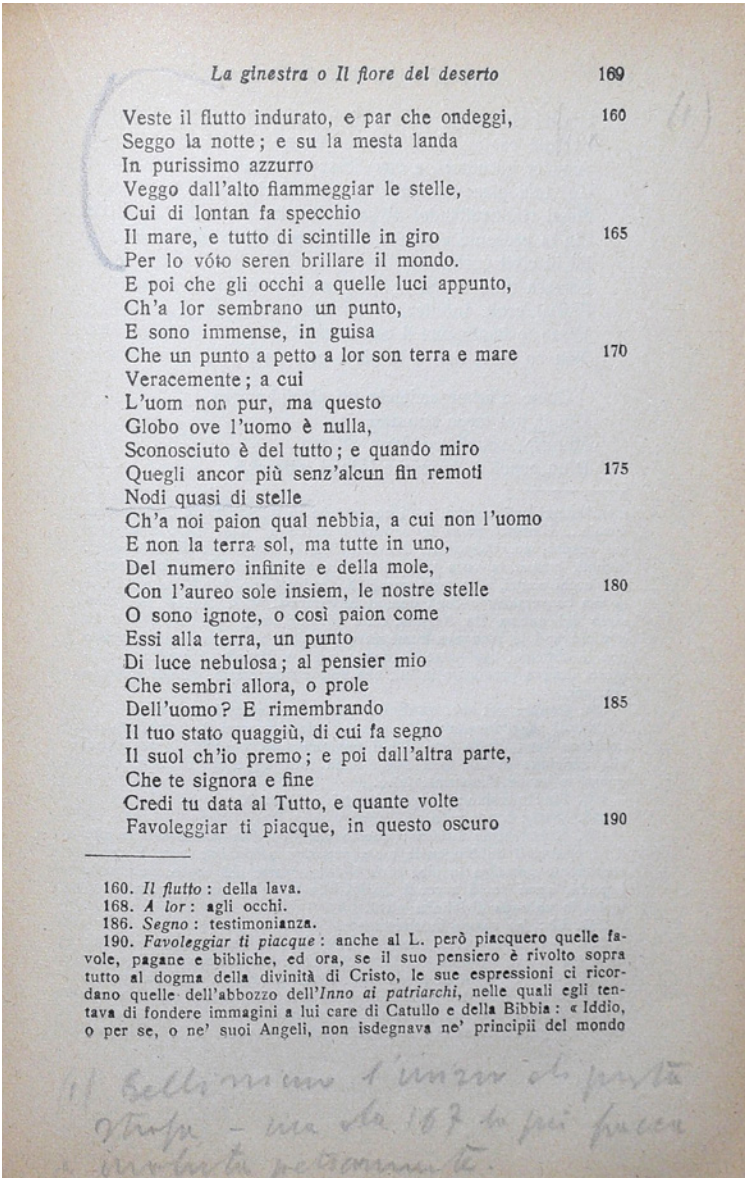 La ginestra o Il fiore del deserto 169
Veste il flutto indurato, e par che ondeggi, 160
Seggo la notte; e su la mesta landa
In purissimo azzurro
Veggo dall'alto fiammeggiar le stelle,
Cui di lontan fa specchio
Il mare, e tutto di scintille in giro 165
Per lo vóto seren brillare il mondo.
E poi che gli occhi a quelle luci appunto,
Ch'a lor sembrano un punto,
E sono immense, in guisa
Che un punto a petto a lor son terra e mare 170
Veracemente; a cui
L'uom non pur, ma questo
Globo ove l'uomo è nulla,
Sconosciuto è del tutto; e quando miro
Quegli ancor più senz'alcun fin remoti 175
Nodi quasi di stelle
Ch'a noi paion qual nebbia, a cui non l'uomo
E non la terra sol, ma tutte in uno,
Del numero infinite e della mole,
Con l'aureo sole insiem, le nostre stelle 180
O sono ignote, o così paion come
Essi alla terra, un punto
Di luce nebulosa; al pensier mio
Che sembri allora, o prole
Dell'uomo? E rimembrando 185
Il tuo stato quaggiù, di cui fa segno
Il suol ch'io premo; e poi dall'altra parte,
Che te signora e fine
Credi tu data al Tutto, e quante volte
Favoleggiar ti piacque, in questo oscuro 190
160. Il flutto: della lava.
168. A lor: agli occhi.
186. Segno: testimonianza.
190. Favoleggiar ti piacque: anche al L. però piacquero quelle fa-
vole, pagane e bibliche, ed ora, se il suo pensiero è rivolto sopra
tutto al dogma della divinità di Cristo, le sue espressioni ci ricor-
dano quelle dell'abbozzo dell'Inno ai patriarchi, nelle quali egli ten-
tava di fondere immagini a lui care di Catullo e della Bibbia: « Iddio,
o per se, o ne' suoi Angeli, non isdegnava ne' principii del mondo
(1) l'inizio di
strofa - ma da 167